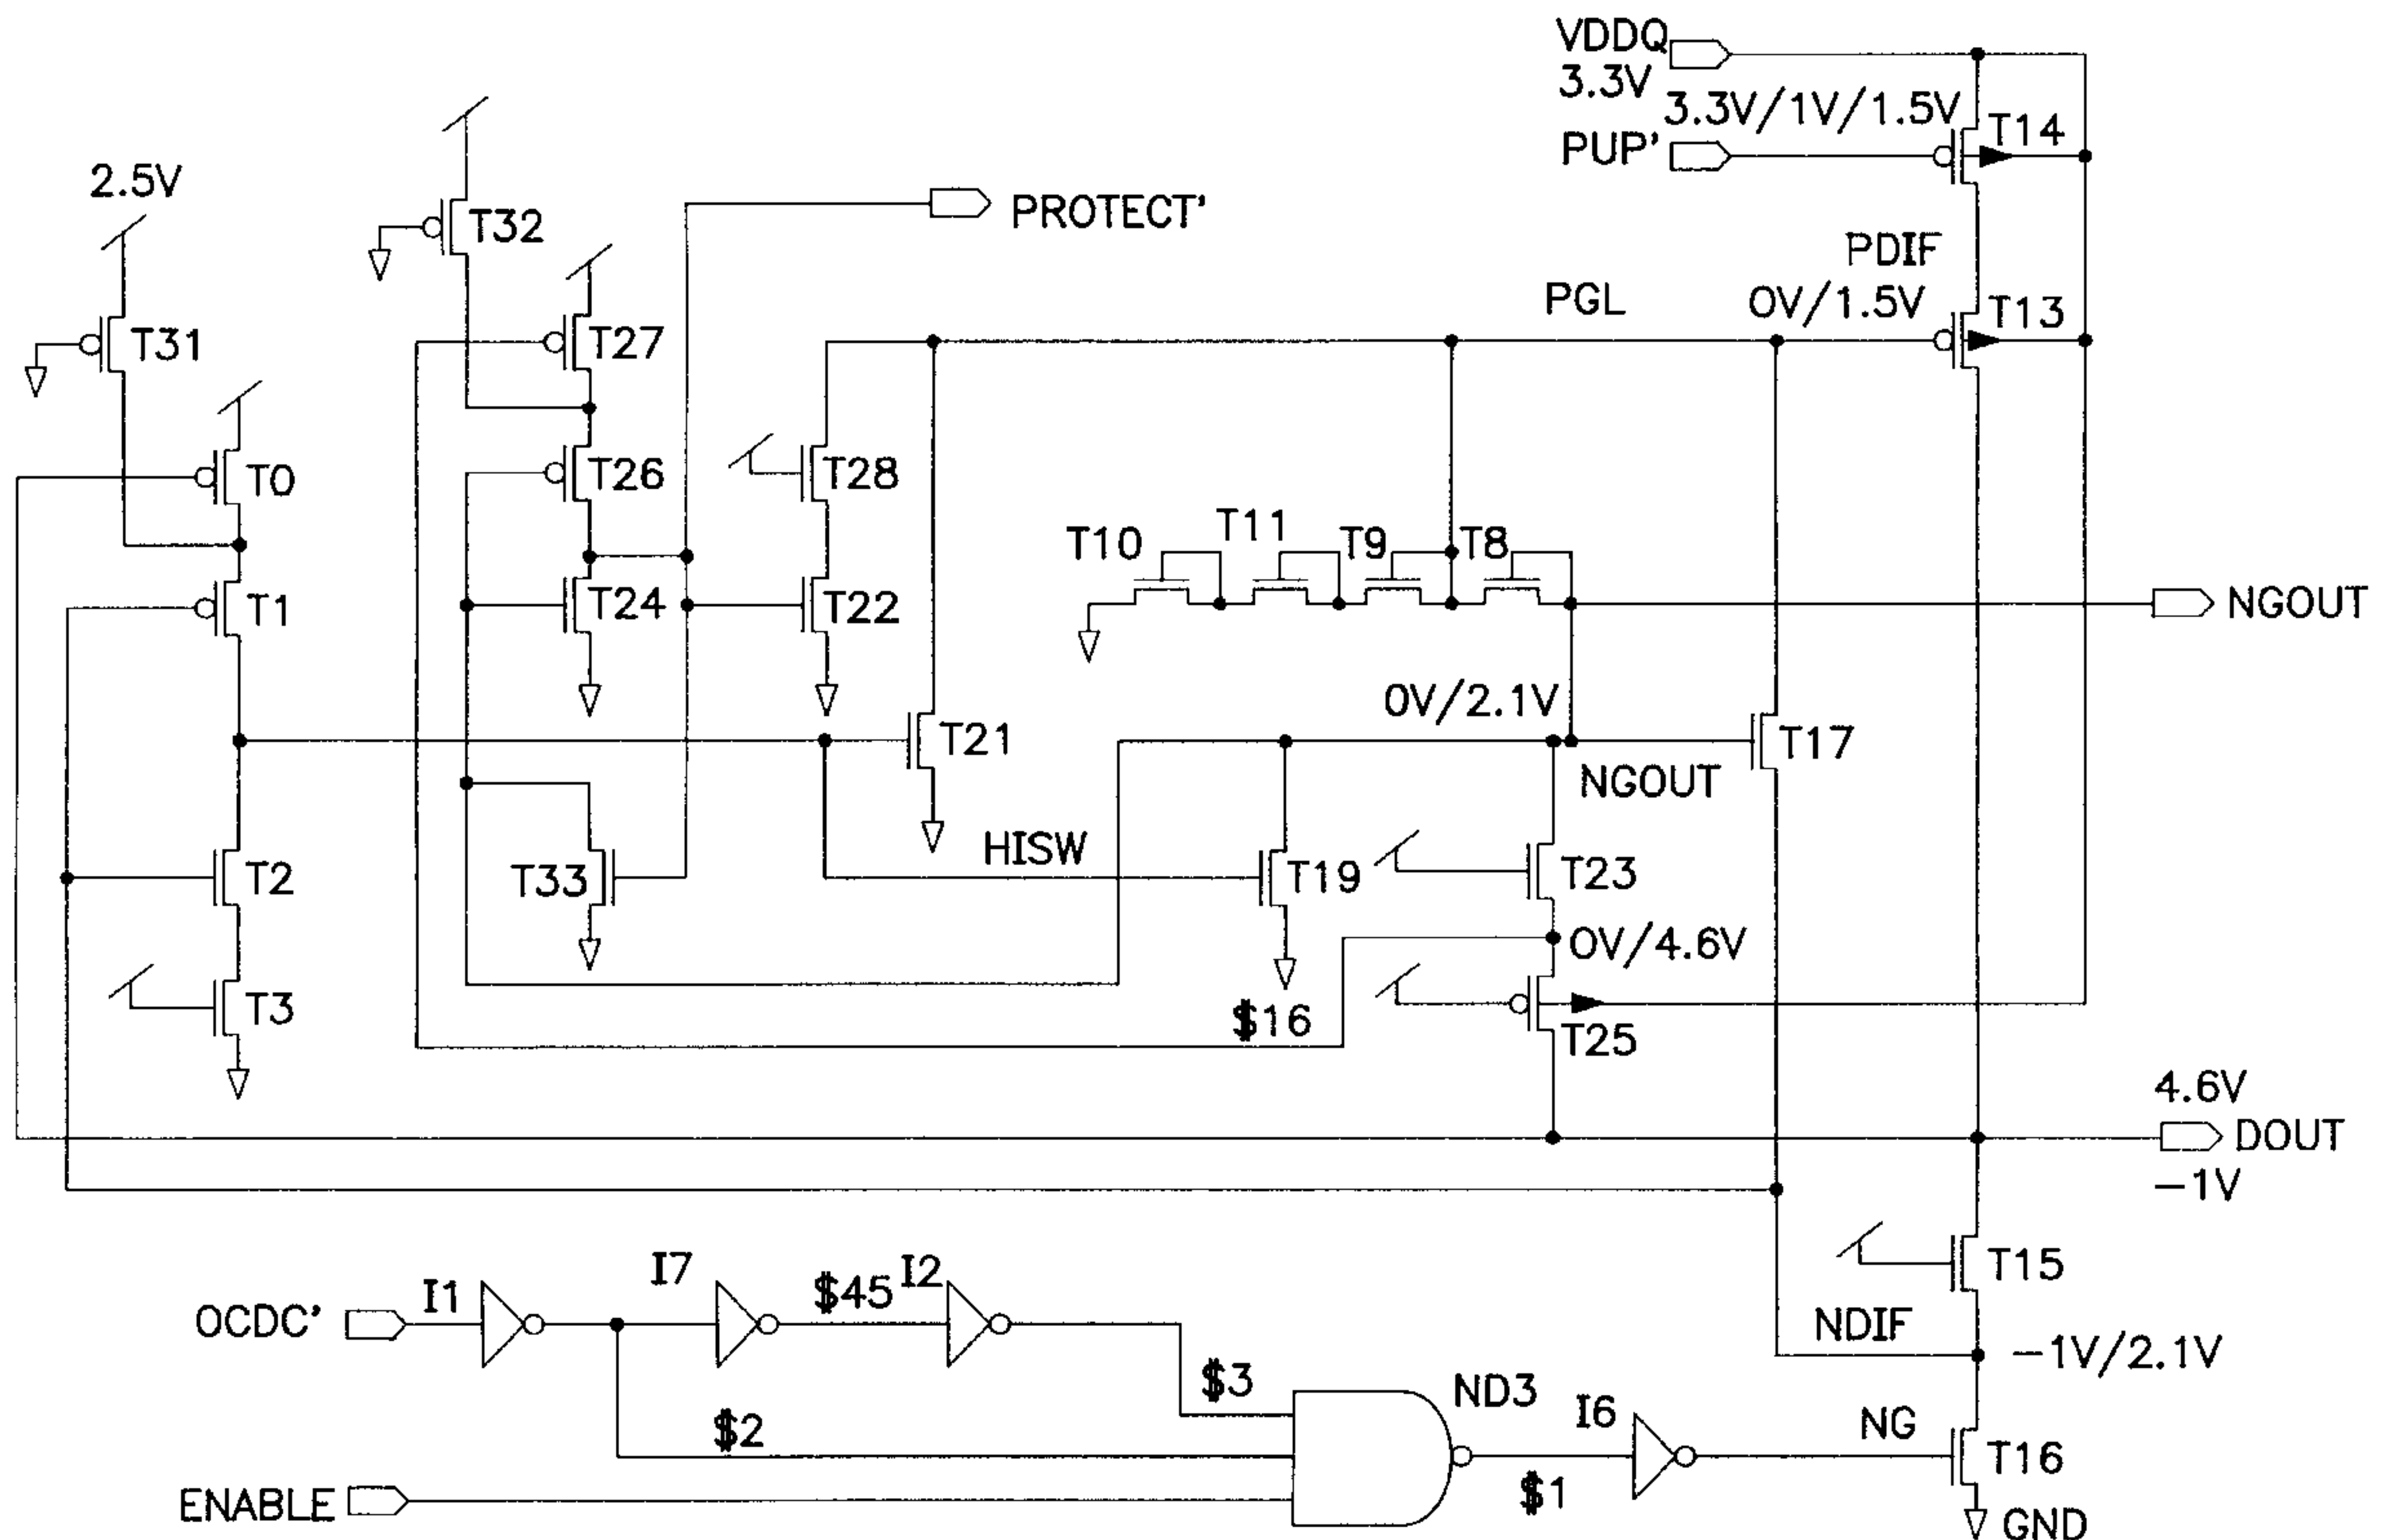 VDDQ
3.3V
3.3V/1V/1.5V
T14
PUP'
2.5V
T32
PROTECT'
PDIF
PGL
0V/1.5V
T13
T31
T27
T0
T26
T28
T10
T11
T9
T8
T1
T24
T22
NGOUT
0V/2.1V
T21
T17
NGOUT
HISW
T2
T33
T19
T23
0V/4.6V
T3
$16
T25
4.6V
DOUT
-1V
I1
I7
$45
I2
T15
OCDC'
NDIF
-1V/2.1V
$3
ND3
I6
NG
$2
T16
ENABLE
$1
GND